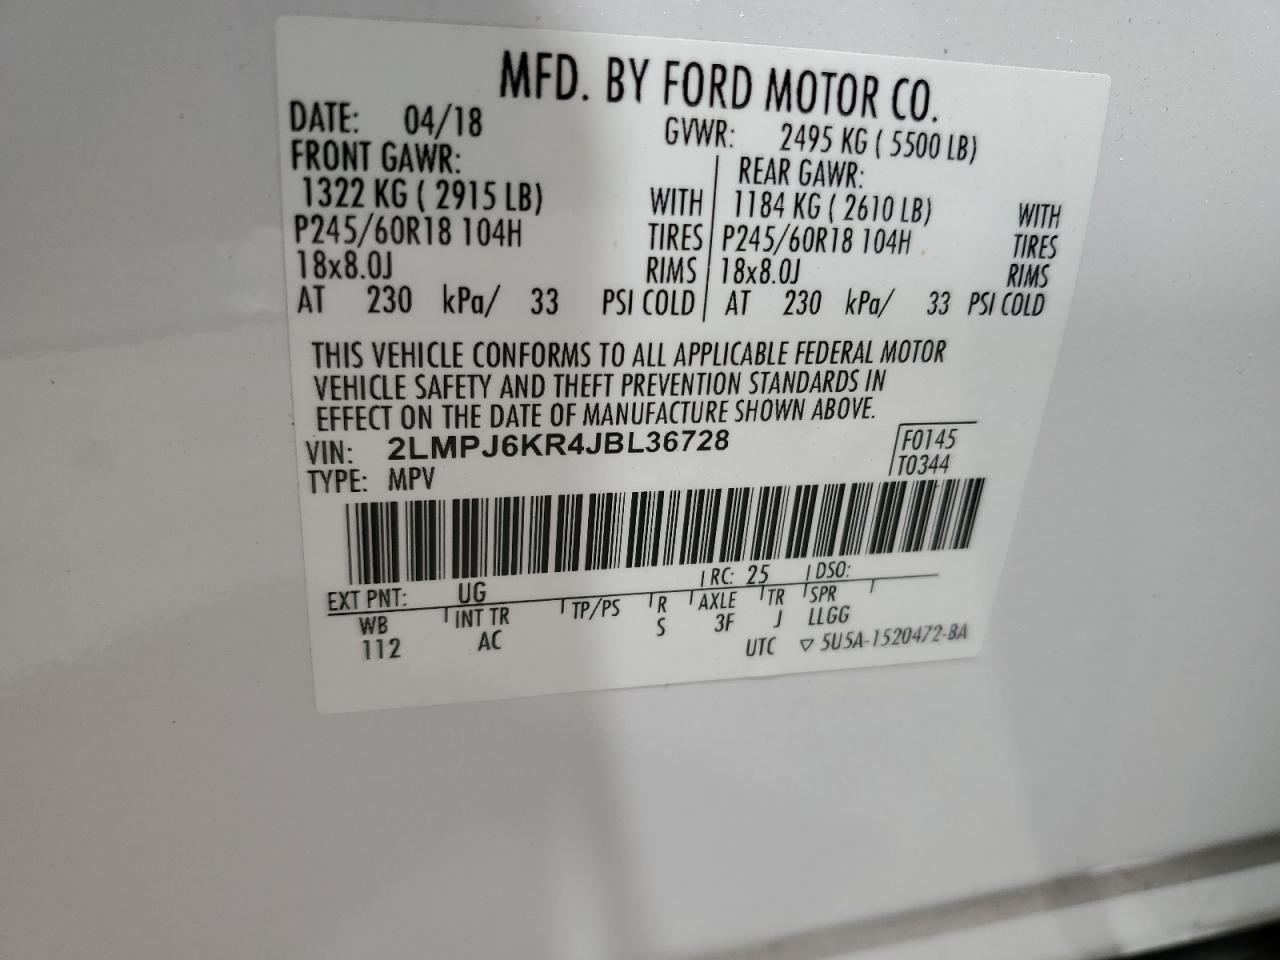 MFD. BY FORD MOTOR CO.
DATE: 04/18 GVWR: 2495 KG ( 5500 LB)
FRONT GAWR: REAR GAWR:
1322 KG ( 2915 LB) WITH 1184 KG ( 2610 LB) WITH
P245/60R18 104H TIRES P245/60R18 104H TIRES
18x8.0J RIMS 18x8.0J RIMS
AT 230 kPa/ 33 PSI COLD AT 230 kPa/ 33 PSI COLD
THIS VEHICLE CONFORMS TO ALL APPLICABLE FEDERAL MOTOR
VEHICLE SAFETY AND THEFT PREVENTION STANDARDS IN
EFFECT ON THE DATE OF MANUFACTURE SHOWN ABOVE.
VIN: 2LMPJ6KR4JBL36728 F0145
TYPE: MPV T0344
EXT PNT: UG RC: 25 DSO:
WB INT TR TP/PS R AXLE TR SPR
112 AC S 3F J LLGG
UTC ▽ 5U5A-1520472-BA